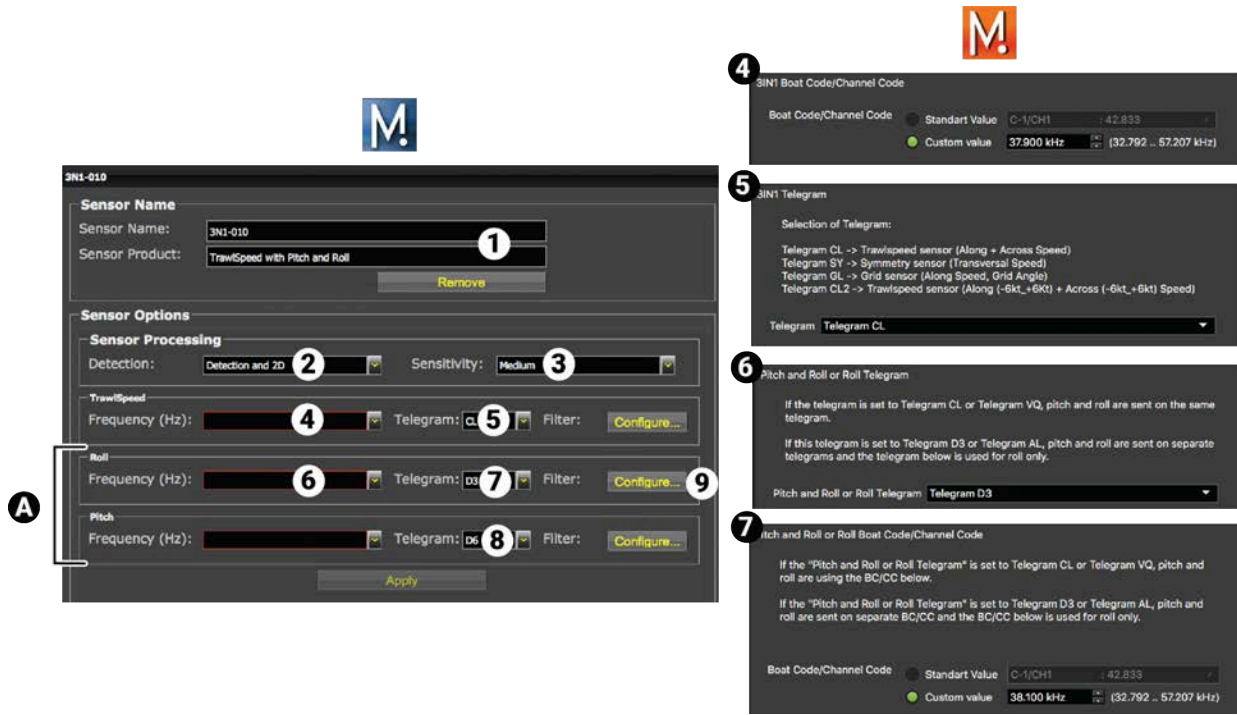 M!
3N1-010
Sensor Name
Sensor Name: 3N1-010
Sensor Product: TrawlSpeed with Pitch and Roll
1
Remove
Sensor Options
Sensor Processing
Detection: Detection and 2D 2 Sensitivity: Medium 3
TrawlSpeed
Frequency (Hz): 4 Telegram: CL 5 Filter: Configure...
A
Roll
Frequency (Hz): 6 Telegram: D3 7 Filter: Configure... 9
Pitch
Frequency (Hz): Telegram: D6 8 Filter: Configure...
Apply
M!
4
3IN1 Boat Code/Channel Code
Boat Code/Channel Code Standart Value C-1/CH1 : 42.833
Custom value 37.900 kHz (32.792 .. 57.207 kHz)
5
3IN1 Telegram
Selection of Telegram:
Telegram CL -> Trawlspeed sensor (Along + Across Speed)
Telegram SY -> Symmetry sensor (Transversal Speed)
Telegram GL -> Grid sensor (Along Speed, Grid Angle)
Telegram CL2 -> Trawlspeed sensor (Along (-6kt_+6Kt) + Across (-6kt_+6kt) Speed)
Telegram Telegram CL
6
Pitch and Roll or Roll Telegram
If the telegram is set to Telegram CL or Telegram VQ, pitch and roll are sent on the same
telegram.
If this telegram is set to Telegram D3 or Telegram AL, pitch and roll are sent on separate
telegrams and the telegram below is used for roll only.
Pitch and Roll or Roll Telegram Telegram D3
7
itch and Roll or Roll Boat Code/Channel Code
If the "Pitch and Roll or Roll Telegram" is set to Telegram CL or Telegram VQ, pitch and
roll are using the BC/CC below.
If the "Pitch and Roll or Roll Telegram" is set to Telegram D3 or Telegram AL, pitch and
roll are sent on separate BC/CC and the BC/CC below is used for roll only.
Boat Code/Channel Code Standart Value C-1/CH1 : 42.833
Custom value 38.100 kHz (32.792 .. 57.207 kHz)